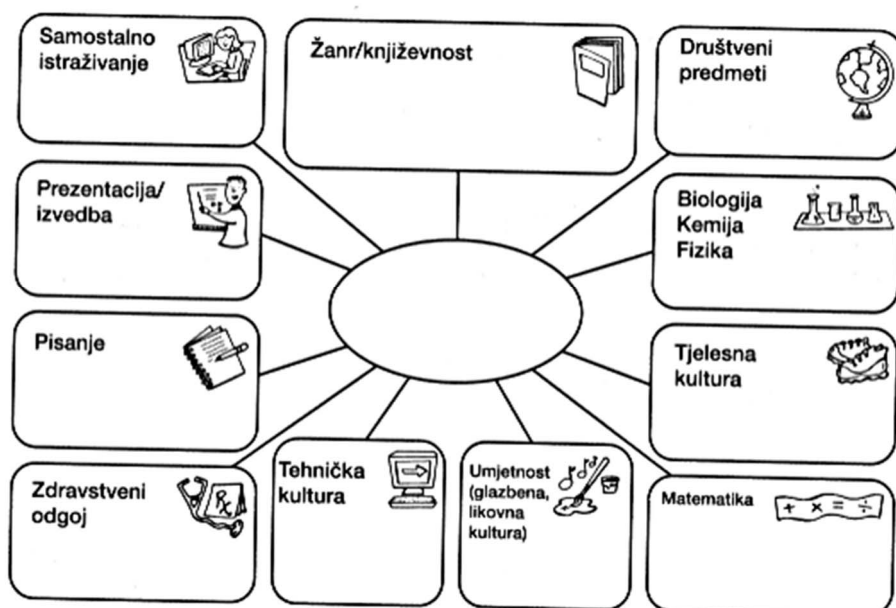 Samostalno
istraživanje
Žanr/književnost
Društveni
predmeti
Prezentacija/
izvedba
Biologija
Kemija
Fizika
Pisanje
Tjelesna
kultura
Zdravstveni
odgoj
Rx
Tehnička
kultura
Umjetnost
(glazbena,
likovna
kultura)
Matematika
+ x = ÷